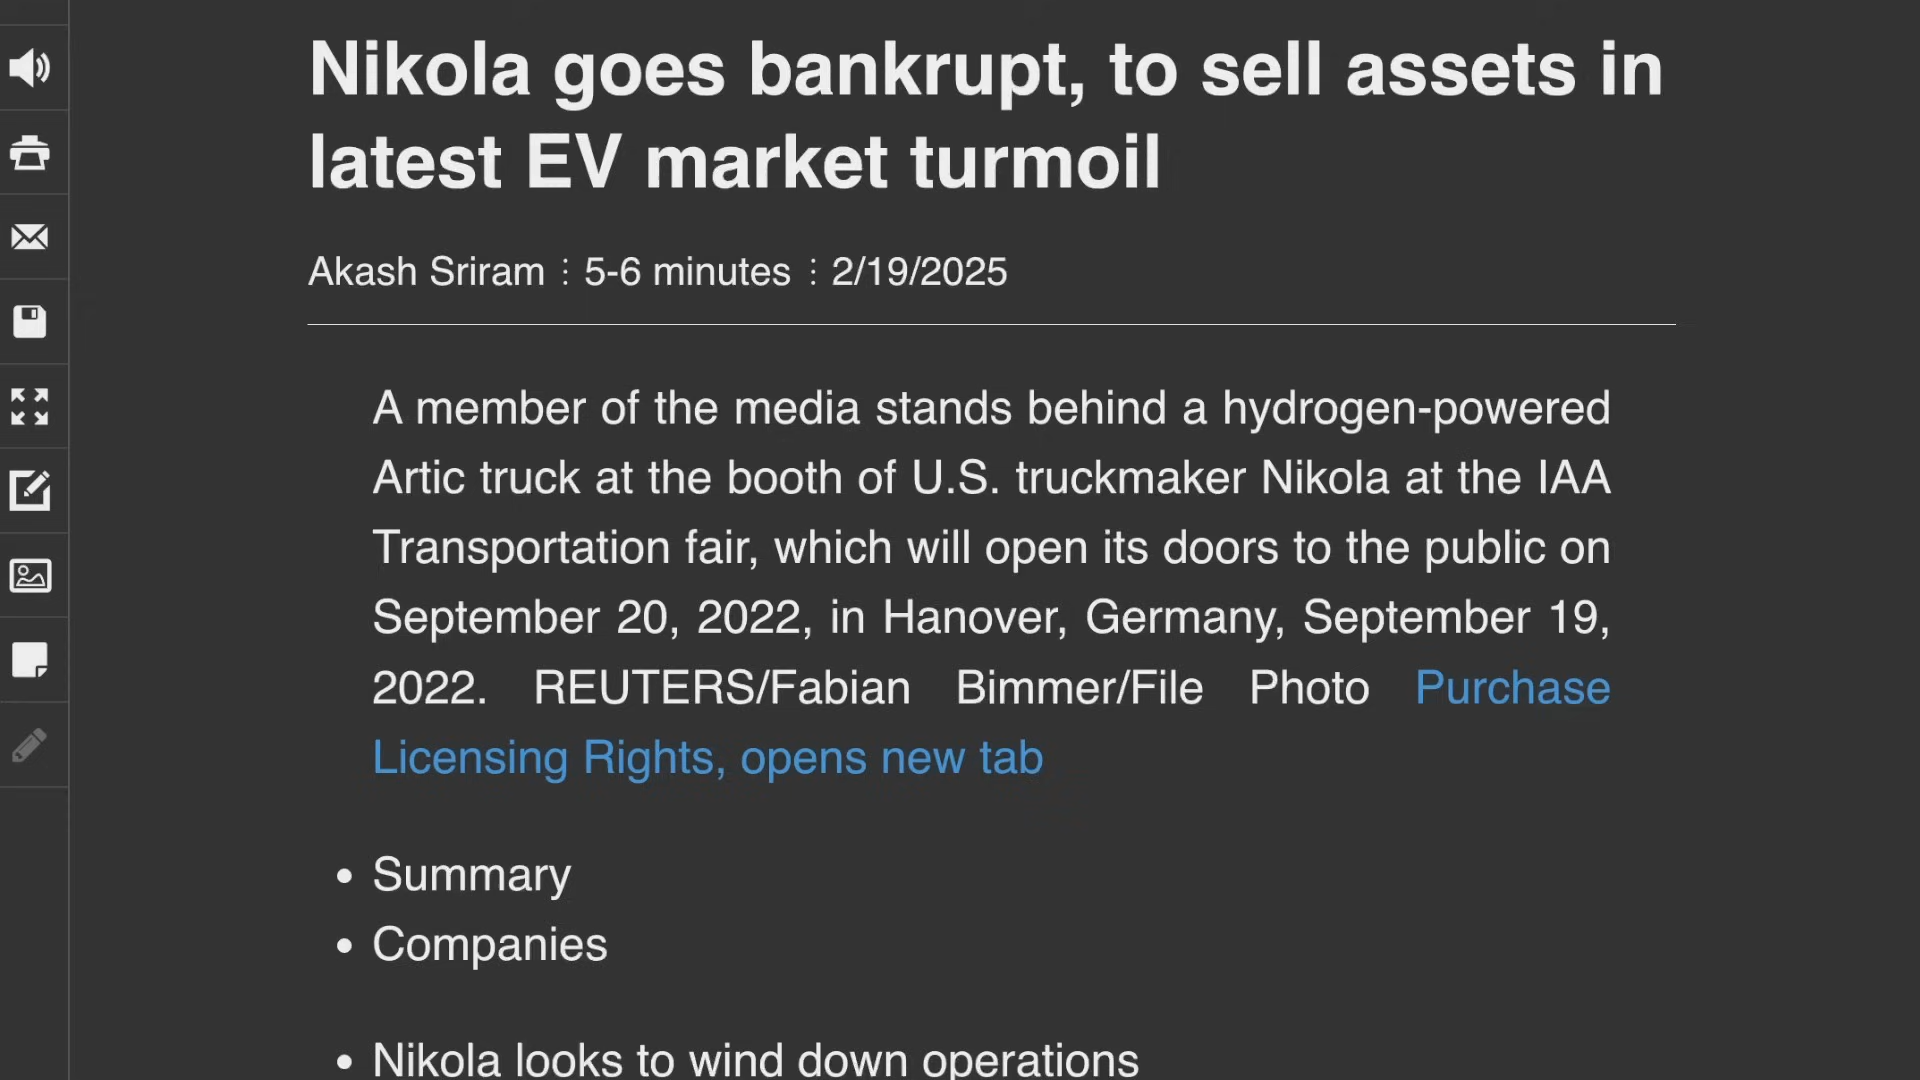 Nikola goes bankrupt, to sell assets in
latest EV market turmoil
Akash Sriram ⋮ 5-6 minutes ⋮ 2/19/2025
A member of the media stands behind a hydrogen-powered
Artic truck at the booth of U.S. truckmaker Nikola at the IAA
Transportation fair, which will open its doors to the public on
September 20, 2022, in Hanover, Germany, September 19,
2022. REUTERS/Fabian Bimmer/File Photo Purchase
Licensing Rights, opens new tab
• Summary
• Companies
• Nikola looks to wind down operations